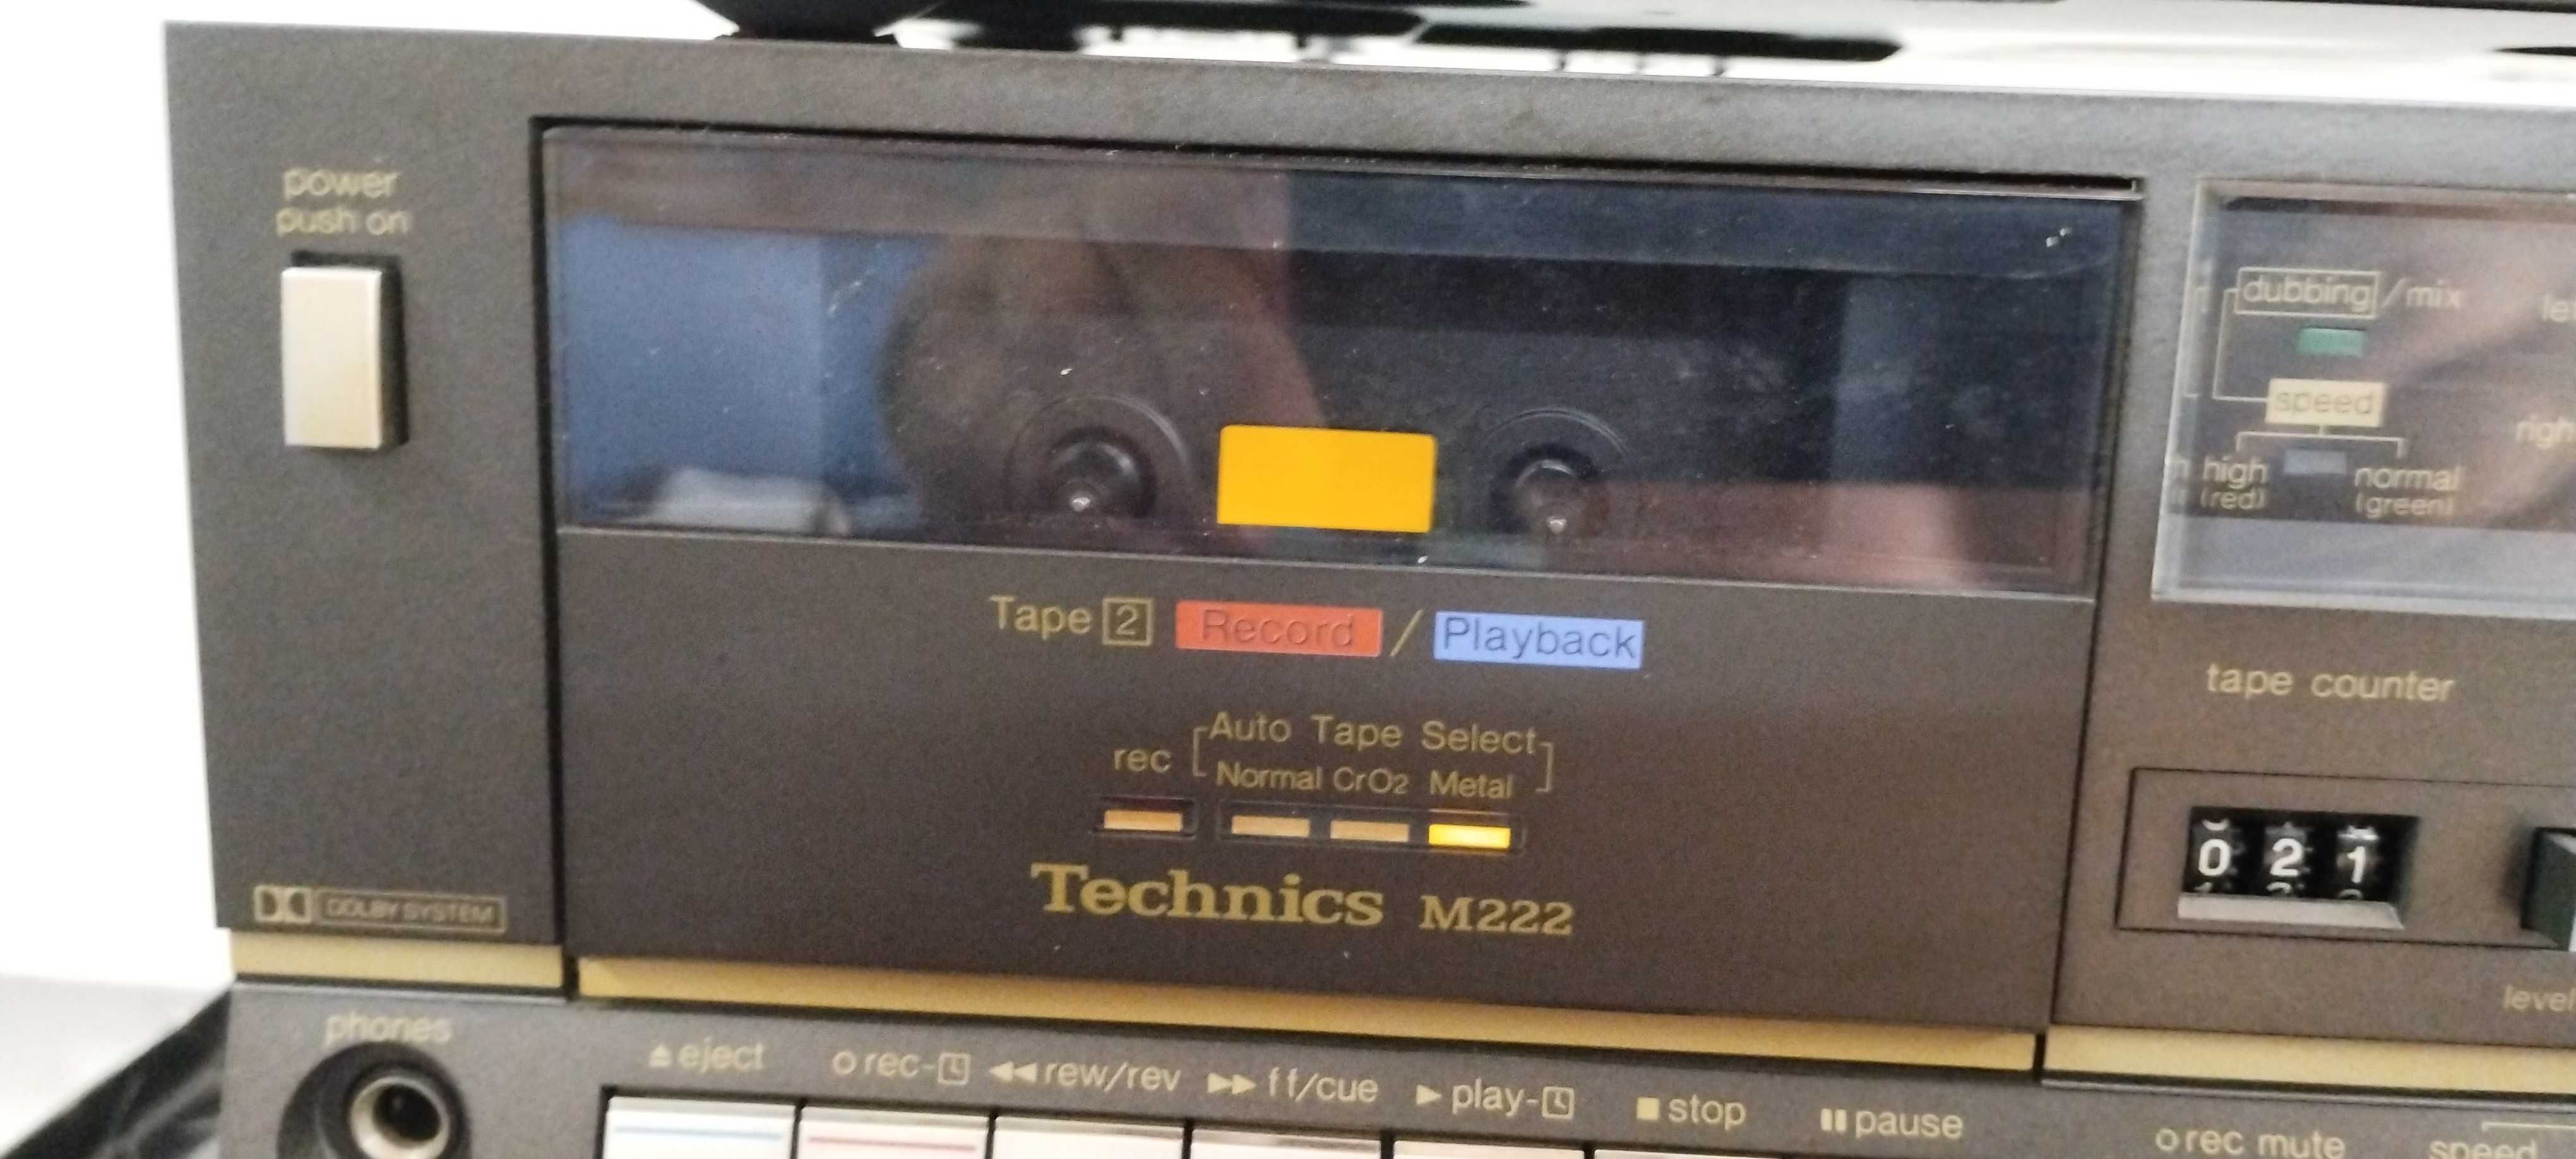 power
push on
dubbing/mix
speed
high normal
(red) (green)
Tape 2 Record / Playback
tape counter
Auto Tape Select
rec Normal CrO2 Metal
021
Technics M222
DOLBY SYSTEM
level
phones
eject rec- rew/rev ff/cue play- stop pause
rec mute speed